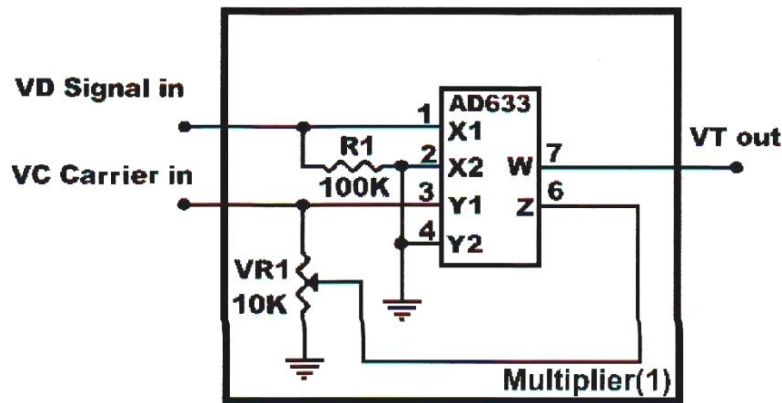 VD Signal in
VC Carrier in
R1
100K
VR1
10K
1
2
3
4
AD633
X1
X2
Y1
Y2
W
Z
7
6
VT out
Multiplier(1)